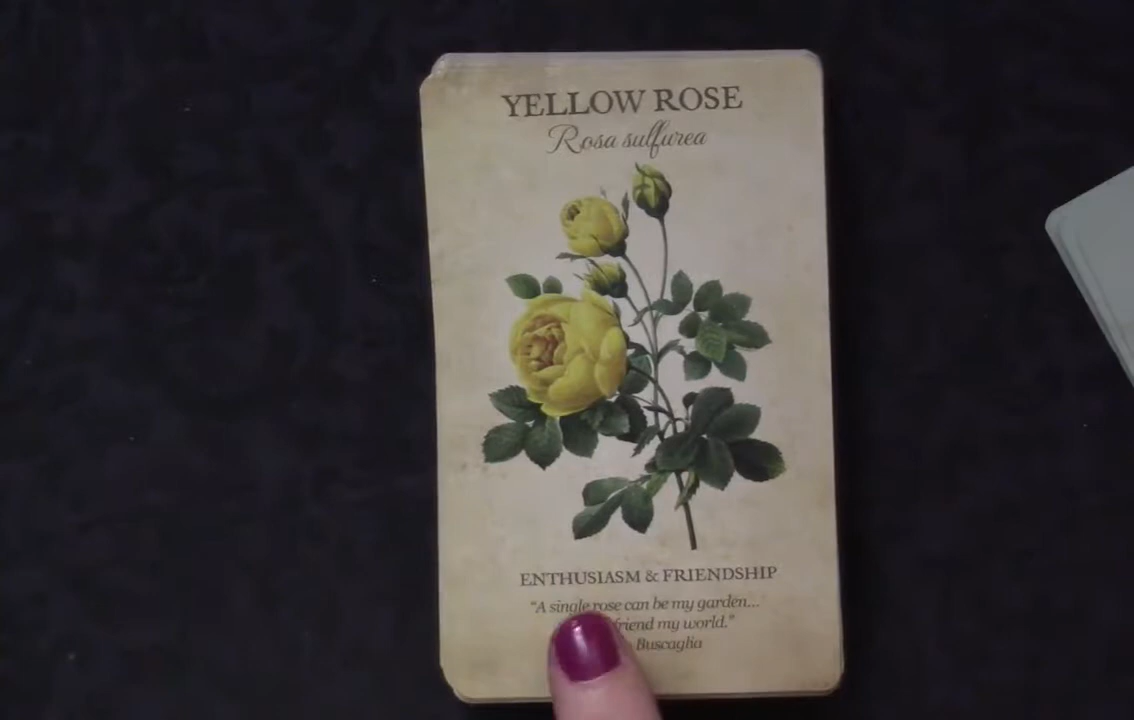 YELLOW ROSE
Rosa sulfurea
ENTHUSIASM & FRIENDSHIP
"A single rose can be my garden...
friend my world."
Buscaglia